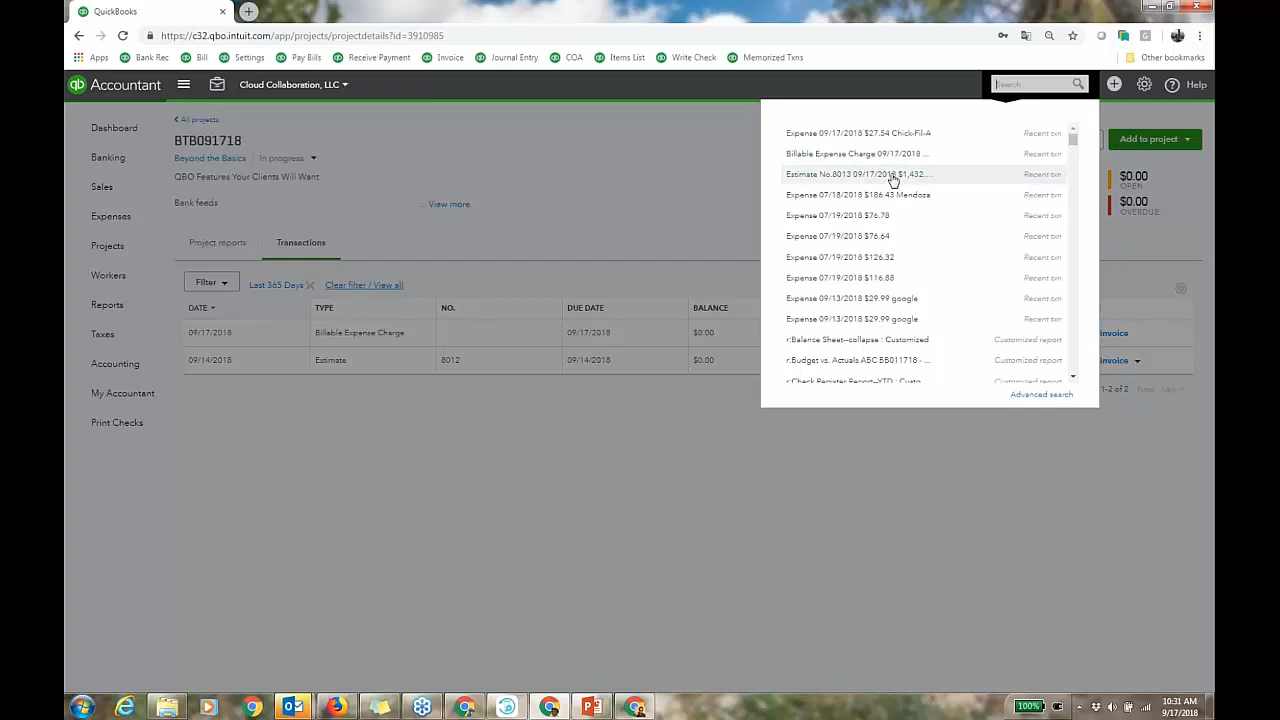 QuickBooks
https://c32.qbo.intuit.com/app/projects/projectdetails?id=3910985
Apps Bank Rec Bill Settings Pay Bills Receive Payment Invoice Journal Entry COA Items List Write Check Memorized Txns Other bookmarks
qb Accountant Cloud Collaboration, LLC Search Help
Dashboard
Banking
Sales
Expenses
Projects
Workers
Reports
Taxes
Accounting
My Accountant
Print Checks
< All projects
BTB091718
Beyond the Basics In progress
QBO Features Your Clients Will Want:
Bank feeds
... View more
Add to project
$0.00
OPEN
$0.00
OVERDUE
Project reports Transactions
Filter Last 365 Days Clear filter / View all
DATE TYPE NO. DUE DATE BALANCE
09/17/2018 Billable Expense Charge 09/17/2018 $0.00 Invoice
09/14/2018 Estimate 8012 09/14/2018 $0.00 Invoice
1-2 of 2 Next Last
Expense 09/17/2018 $27.54 Chick-Fil-A Recent txn
Billable Expense Charge 09/17/2018 ... Recent txn
Estimate No.8013 09/17/2018 $1,432.... Recent txn
Expense 07/18/2018 $186.43 Mendoza Recent txn
Expense 07/19/2018 $76.78 Recent txn
Expense 07/19/2018 $76.64 Recent txn
Expense 07/19/2018 $126.32 Recent txn
Expense 07/19/2018 $116.88 Recent txn
Expense 09/13/2018 $29.99 google Recent txn
Expense 09/13/2018 $29.99 google Recent txn
r:Balance Sheet--collapse : Customized Customized report
r:Budget vs. Actuals ABC BB011718 - ... Customized report
r:Check Register Report--YTD : Custo Customized report
Advanced search
100%
10:31 AM
9/17/2018